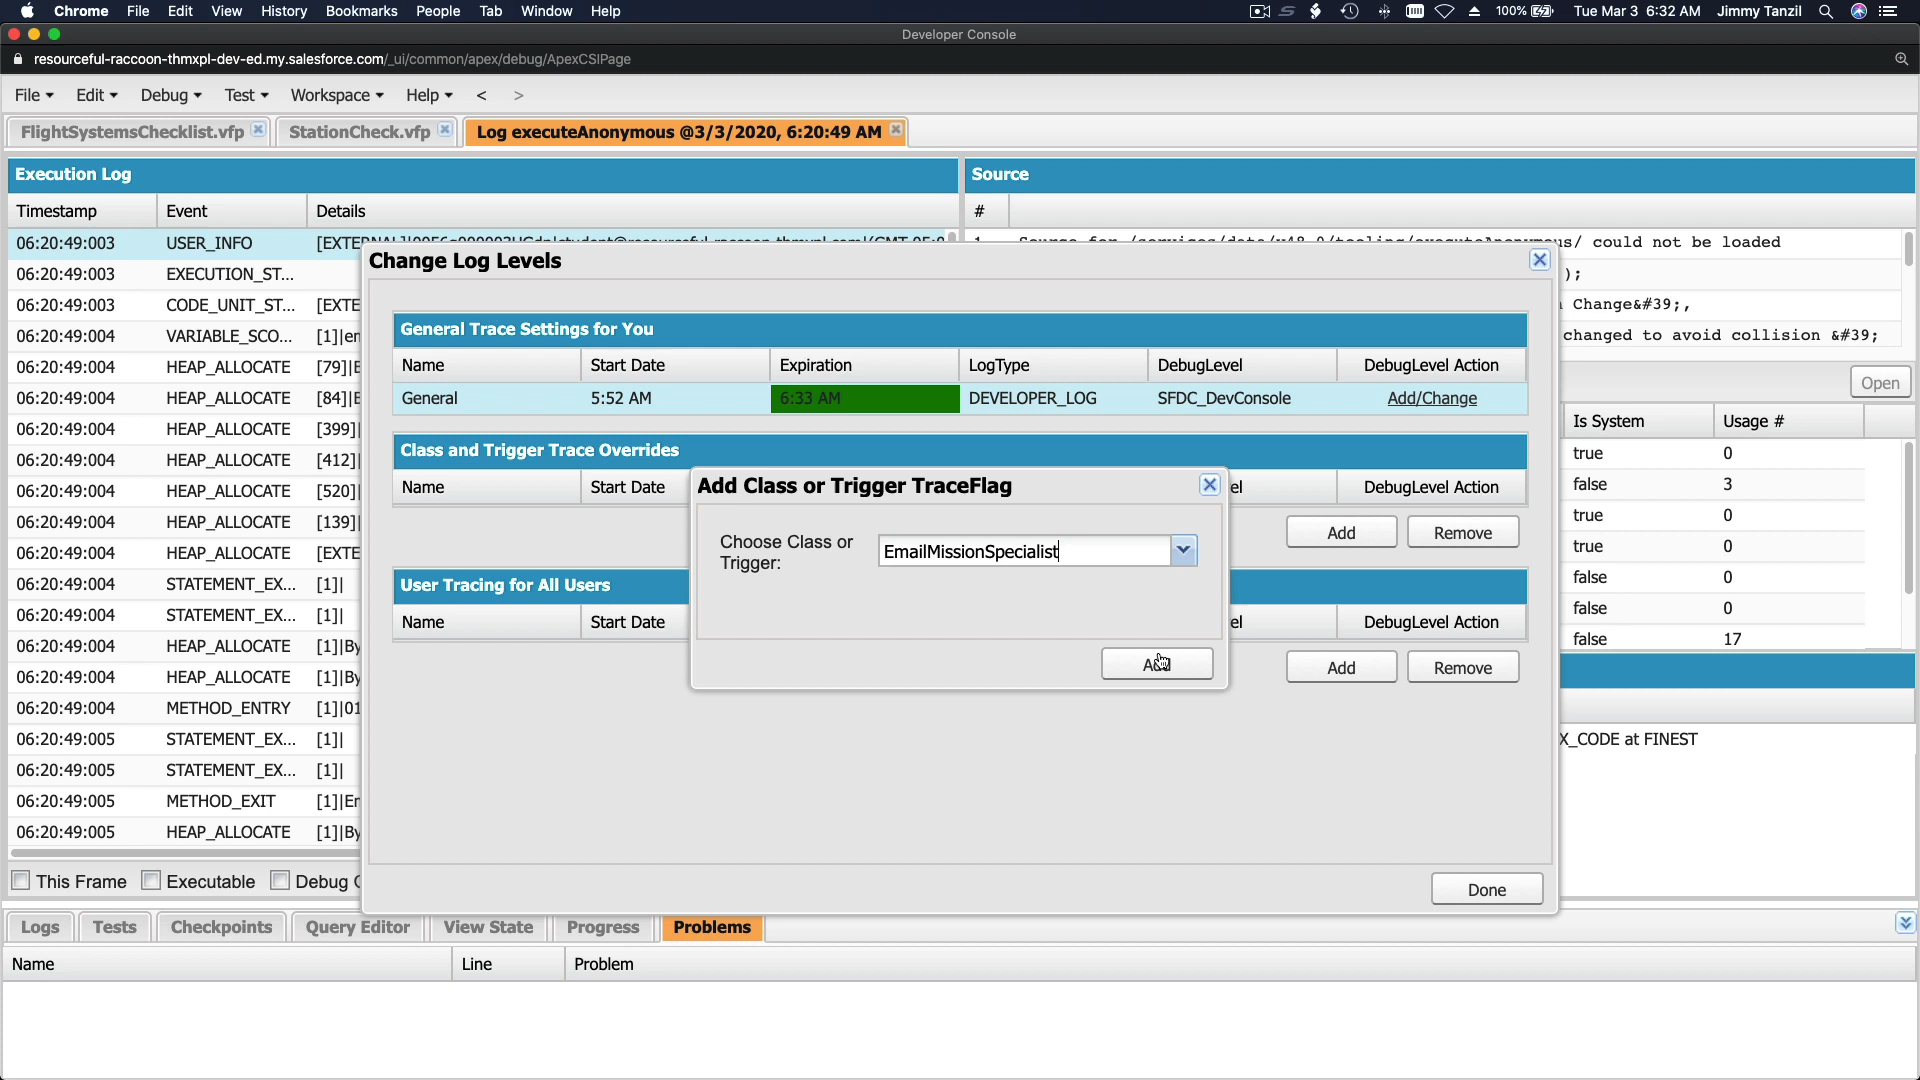 Chrome File Edit View History Bookmarks People Tab Window Help 100% Tue Mar 3 6:32 AM Jimmy Tanzil
Developer Console
resourceful-raccoon-thmxpl-dev-ed.my.salesforce.com/_ui/common/apex/debug/ApexCSIPage
File Edit Debug Test Workspace Help < >
FlightSystemsChecklist.vfp StationCheck.vfp Log executeAnonymous @3/3/2020, 6:20:49 AM
Execution Log
Timestamp Event Details
06:20:49:003 USER_INFO
06:20:49:003 EXECUTION_ST...
06:20:49:003 CODE_UNIT_ST... [EXTE
06:20:49:004 VARIABLE_SCO... [1]|en
06:20:49:004 HEAP_ALLOCATE [79]|B
06:20:49:004 HEAP_ALLOCATE [84]|B
06:20:49:004 HEAP_ALLOCATE [399]|
06:20:49:004 HEAP_ALLOCATE [412]|
06:20:49:004 HEAP_ALLOCATE [520]|
06:20:49:004 HEAP_ALLOCATE [139]|
06:20:49:004 HEAP_ALLOCATE [EXTE
06:20:49:004 STATEMENT_EX... [1]|
06:20:49:004 STATEMENT_EX... [1]|
06:20:49:004 HEAP_ALLOCATE [1]|By
06:20:49:004 HEAP_ALLOCATE [1]|By
06:20:49:004 METHOD_ENTRY [1]|01
06:20:49:005 STATEMENT_EX... [1]|
06:20:49:005 STATEMENT_EX... [1]|
06:20:49:005 METHOD_EXIT [1]|En
06:20:49:005 HEAP_ALLOCATE [1]|By
This Frame Executable Debug
Source
#
could not be loaded
);
Change&#39;,
changed to avoid collision &#39;
Open
Is System Usage #
true 0
false 3
true 0
true 0
false 0
false 0
false 17
X_CODE at FINEST
Change Log Levels
General Trace Settings for You
Name Start Date Expiration LogType DebugLevel DebugLevel Action
General 5:52 AM 6:33 AM DEVELOPER_LOG SFDC_DevConsole Add/Change
Class and Trigger Trace Overrides
Name Start Date el DebugLevel Action
Add Remove
User Tracing for All Users
Name Start Date el DebugLevel Action
Add Remove
Done
Add Class or Trigger TraceFlag
Choose Class or
Trigger:
EmailMissionSpecialist
Add
Logs Tests Checkpoints Query Editor View State Progress Problems
Name Line Problem